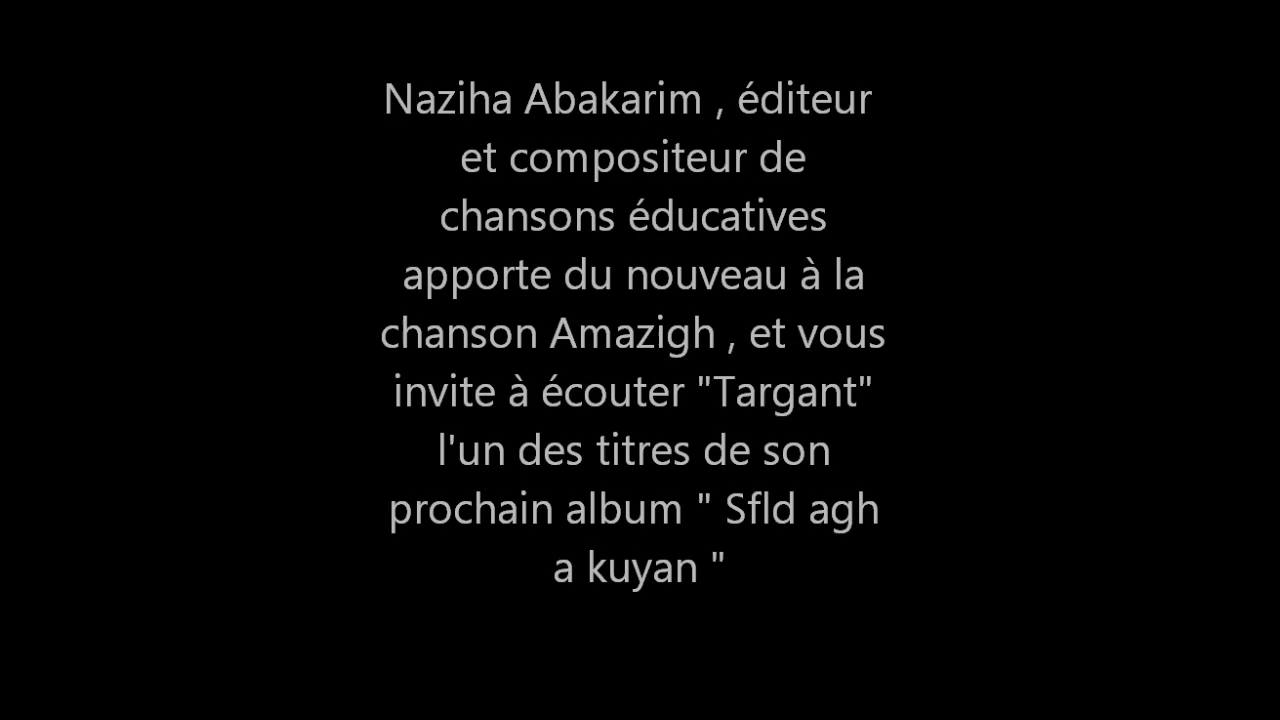 Naziha Abakarim , éditeur
et compositeur de
chansons éducatives
apporte du nouveau à la
chanson Amazigh , et vous
invite à écouter "Targant"
l'un des titres de son
prochain album " Sfld agh
a kuyan "